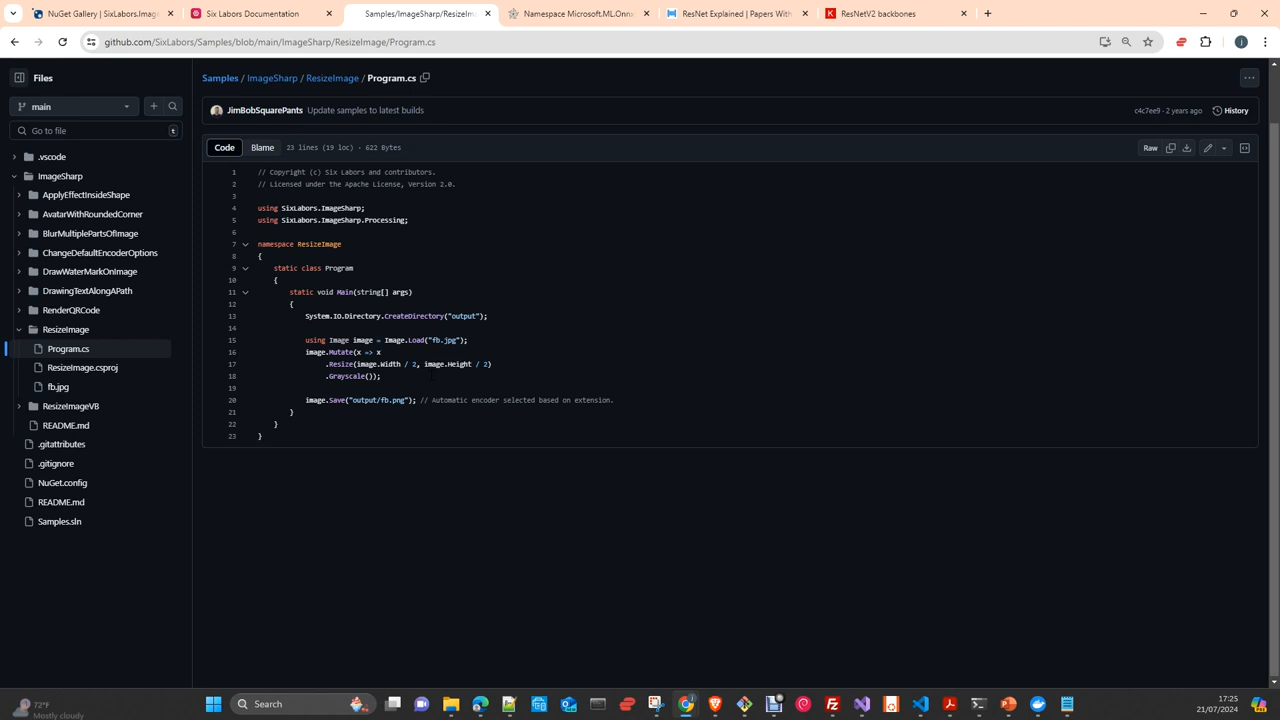 NuGet Gallery | SixLabors.Imag
Six Labors Documentation
Samples/ImageSharp/ResizeImage/
Namespace Microsoft.ML.Onn
ResNet Explained | Papers With
ResNetV2 backbones
github.com/SixLabors/Samples/blob/main/ImageSharp/ResizeImage/Program.cs
Files
Samples / ImageSharp / ResizeImage / Program.cs
main
JimBobSquarePants Update samples to latest builds
c4c7ee9 · 2 years ago
History
Go to file
t
Code
Blame
23 lines (19 loc) · 622 Bytes
Raw
.vscode
ImageSharp
ApplyEffectInsideShape
AvatarWithRoundedCorner
BlurMultiplePartsOfImage
ChangeDefaultEncoderOptions
DrawWaterMarkOnImage
DrawingTextAlongAPath
RenderQRCode
ResizeImage
Program.cs
ResizeImage.csproj
fb.jpg
ResizeImageVB
README.md
.gitattributes
.gitignore
NuGet.config
README.md
Samples.sln
1 // Copyright (c) Six Labors and contributors.
2 // Licensed under the Apache License, Version 2.0.
3
4 using SixLabors.ImageSharp;
5 using SixLabors.ImageSharp.Processing;
6
7 namespace ResizeImage
8 {
9 static class Program
10 {
11 static void Main(string[] args)
12 {
13 System.IO.Directory.CreateDirectory("output");
14
15 using Image image = Image.Load("fb.jpg");
16 image.Mutate(x => x
17 .Resize(image.Width / 2, image.Height / 2)
18 .Grayscale());
19
20 image.Save("output/fb.png"); // Automatic encoder selected based on extension.
21 }
22 }
23 }
72°F
Mostly cloudy
Search
17:25
21/07/2024